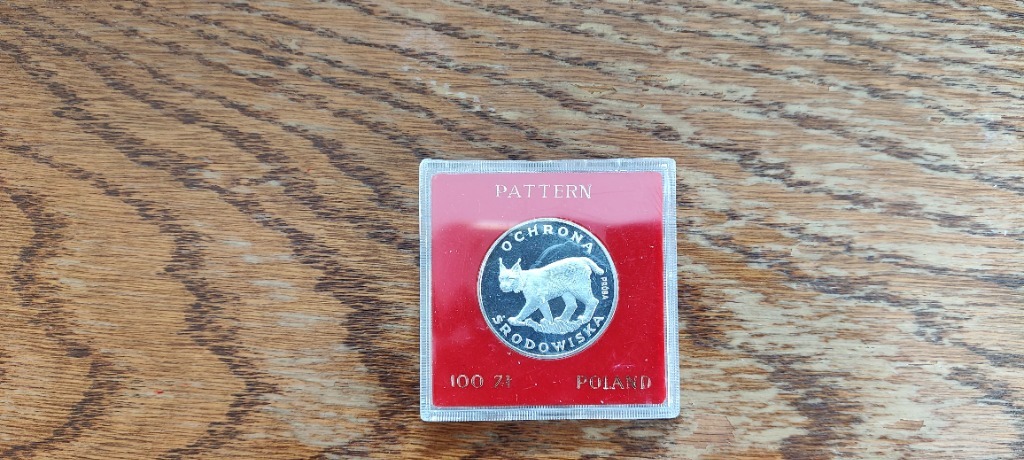 PATTERN
OCHRONA
PRÓBA
ŚRODOWISKA
100 Zł POLAND